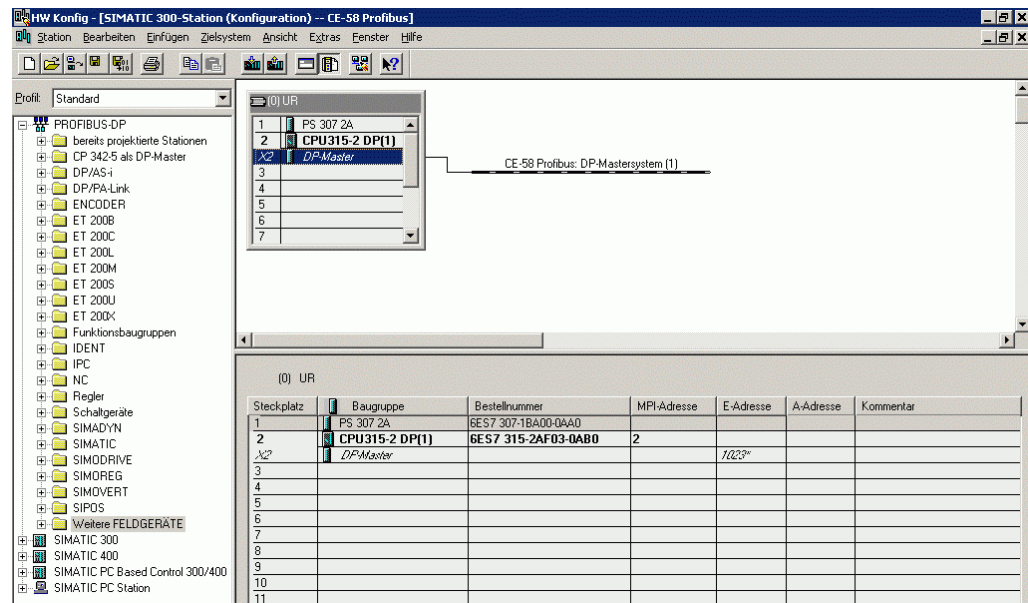 HW Konfig - [SIMATIC 300-Station (Konfiguration) -- CE-58 Profibus]
Station Bearbeiten Einfügen Zielsystem Ansicht Extras Fenster Hilfe
Profil: Standard
PROFIBUS-DP
bereits projektierte Stationen
CP 342-5 als DP-Master
DP/AS-i
DP/PA-Link
ENCODER
ET 200B
ET 200C
ET 200L
ET 200M
ET 200S
ET 200U
ET 200X
Funktionsbaugruppen
IDENT
IPC
NC
Regler
Schaltgeräte
SIMADYN
SIMATIC
SIMODRIVE
SIMOREG
SIMOVERT
SIPOS
Weitere FELDGERÄTE
SIMATIC 300
SIMATIC 400
SIMATIC PC Based Control 300/400
SIMATIC PC Station
(0) UR
1 PS 307 2A
2 CPU315-2 DP(1)
X2 DP-Master
3
4
5
6
7
CE-58 Profibus: DP-Mastersystem (1)
(0) UR
Steckplatz Baugruppe Bestellnummer MPI-Adresse E-Adresse A-Adresse Kommentar
1 PS 307 2A 6ES7 307-1BA00-0AA0
2 CPU315-2 DP(1) 6ES7 315-2AF03-0AB0 2
X2 DP-Master 1023*
3
4
5
6
7
8
9
10
11